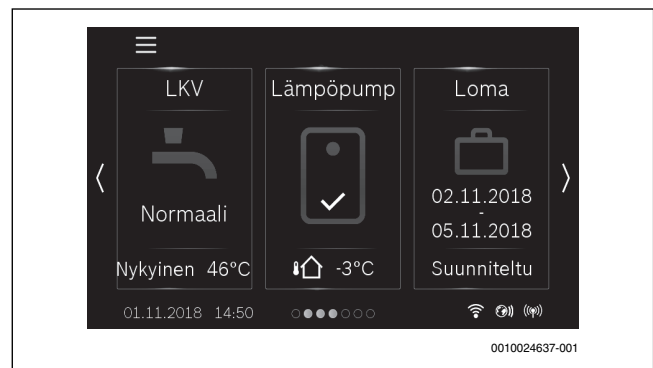 LKV
Normaali
Nykyinen 46°C
Lämpöpump
-3°C
Loma
02.11.2018
-
05.11.2018
Suunniteltu
01.11.2018 14:50
0010024637-001